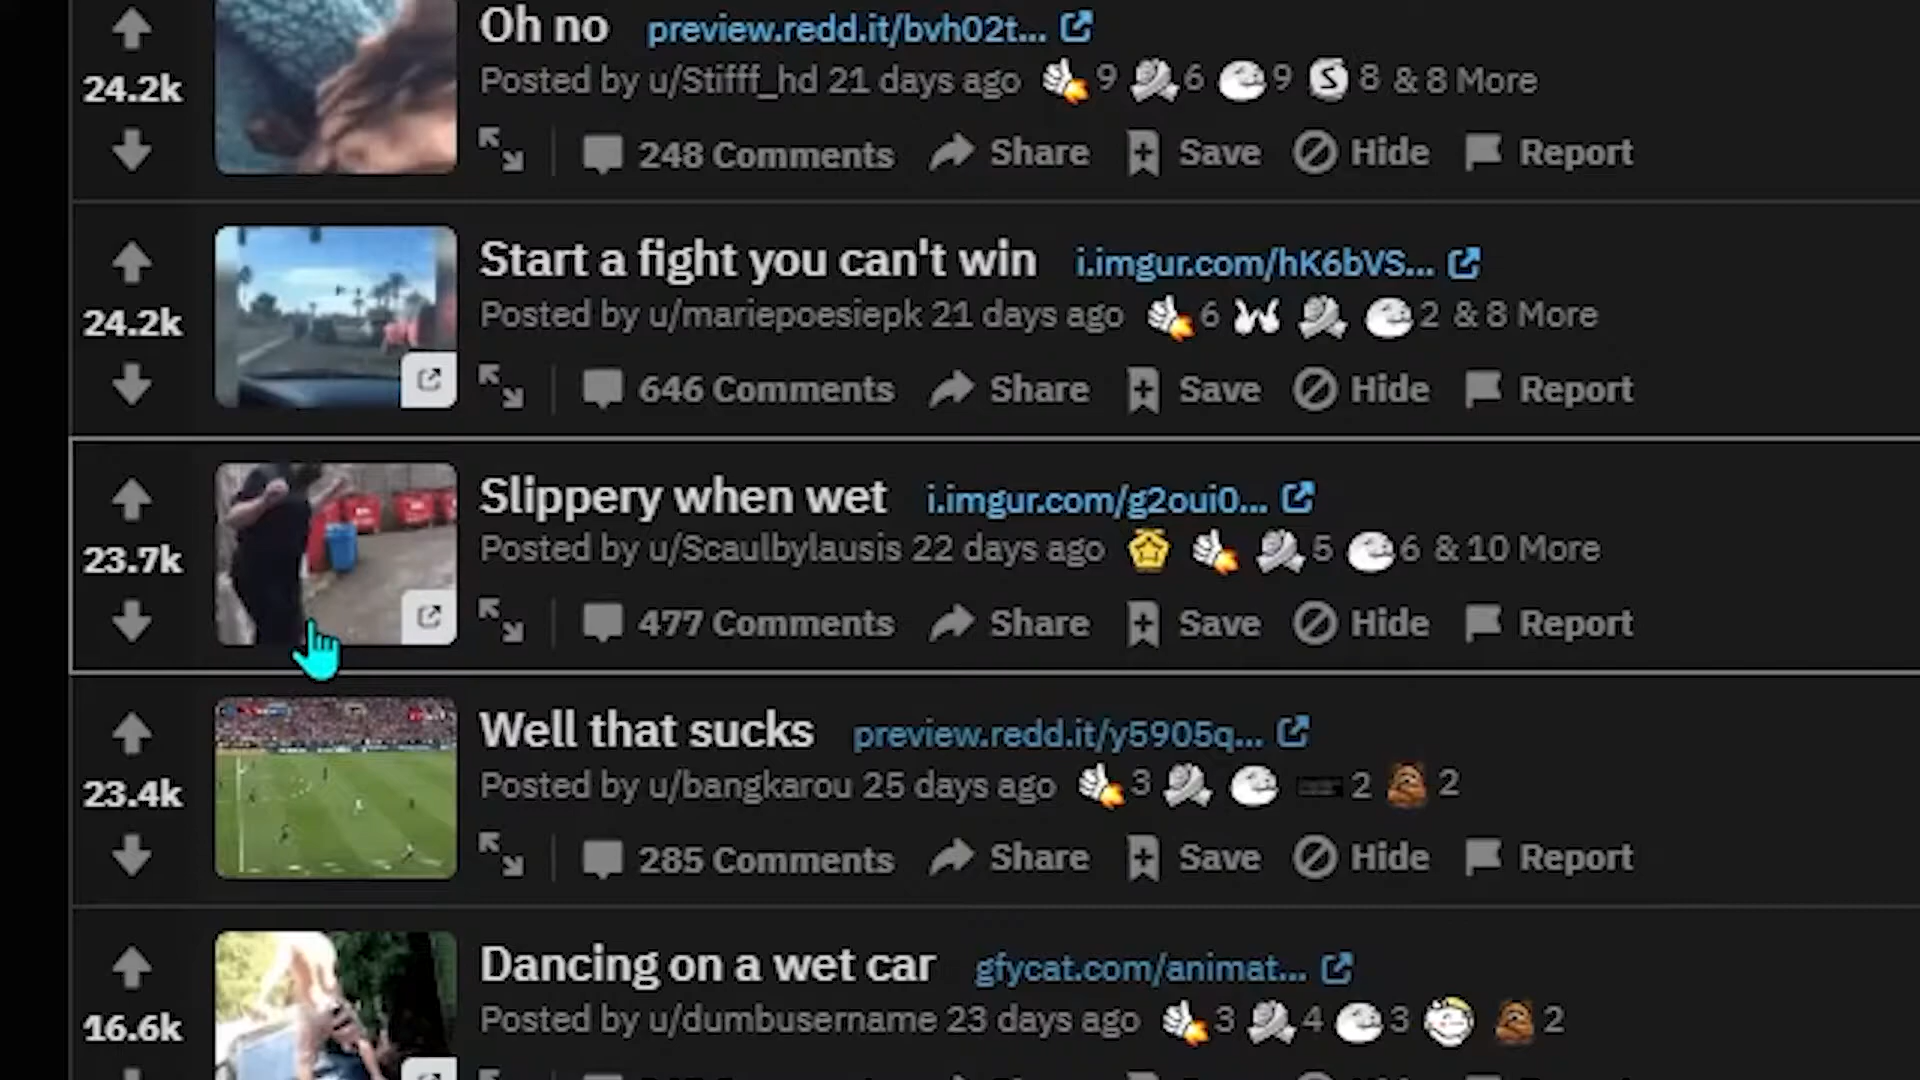 Oh no preview.redd.it/bvh02t...
24.2k
Posted by u/Stifff_hd 21 days ago 9 6 9 8 & 8 More
248 Comments Share Save Hide Report
Start a fight you can't win i.imgur.com/hK6bVS...
24.2k
Posted by u/mariepoesiepk 21 days ago 6 2 & 8 More
646 Comments Share Save Hide Report
Slippery when wet i.imgur.com/g2oui0...
23.7k
Posted by u/Scaulbylausis 22 days ago 5 6 & 10 More
477 Comments Share Save Hide Report
Well that sucks preview.redd.it/y5905q...
23.4k
Posted by u/bangkarou 25 days ago 3 2 2
285 Comments Share Save Hide Report
Dancing on a wet car gfycat.com/animat...
16.6k
Posted by u/dumbusername 23 days ago 3 4 3 2